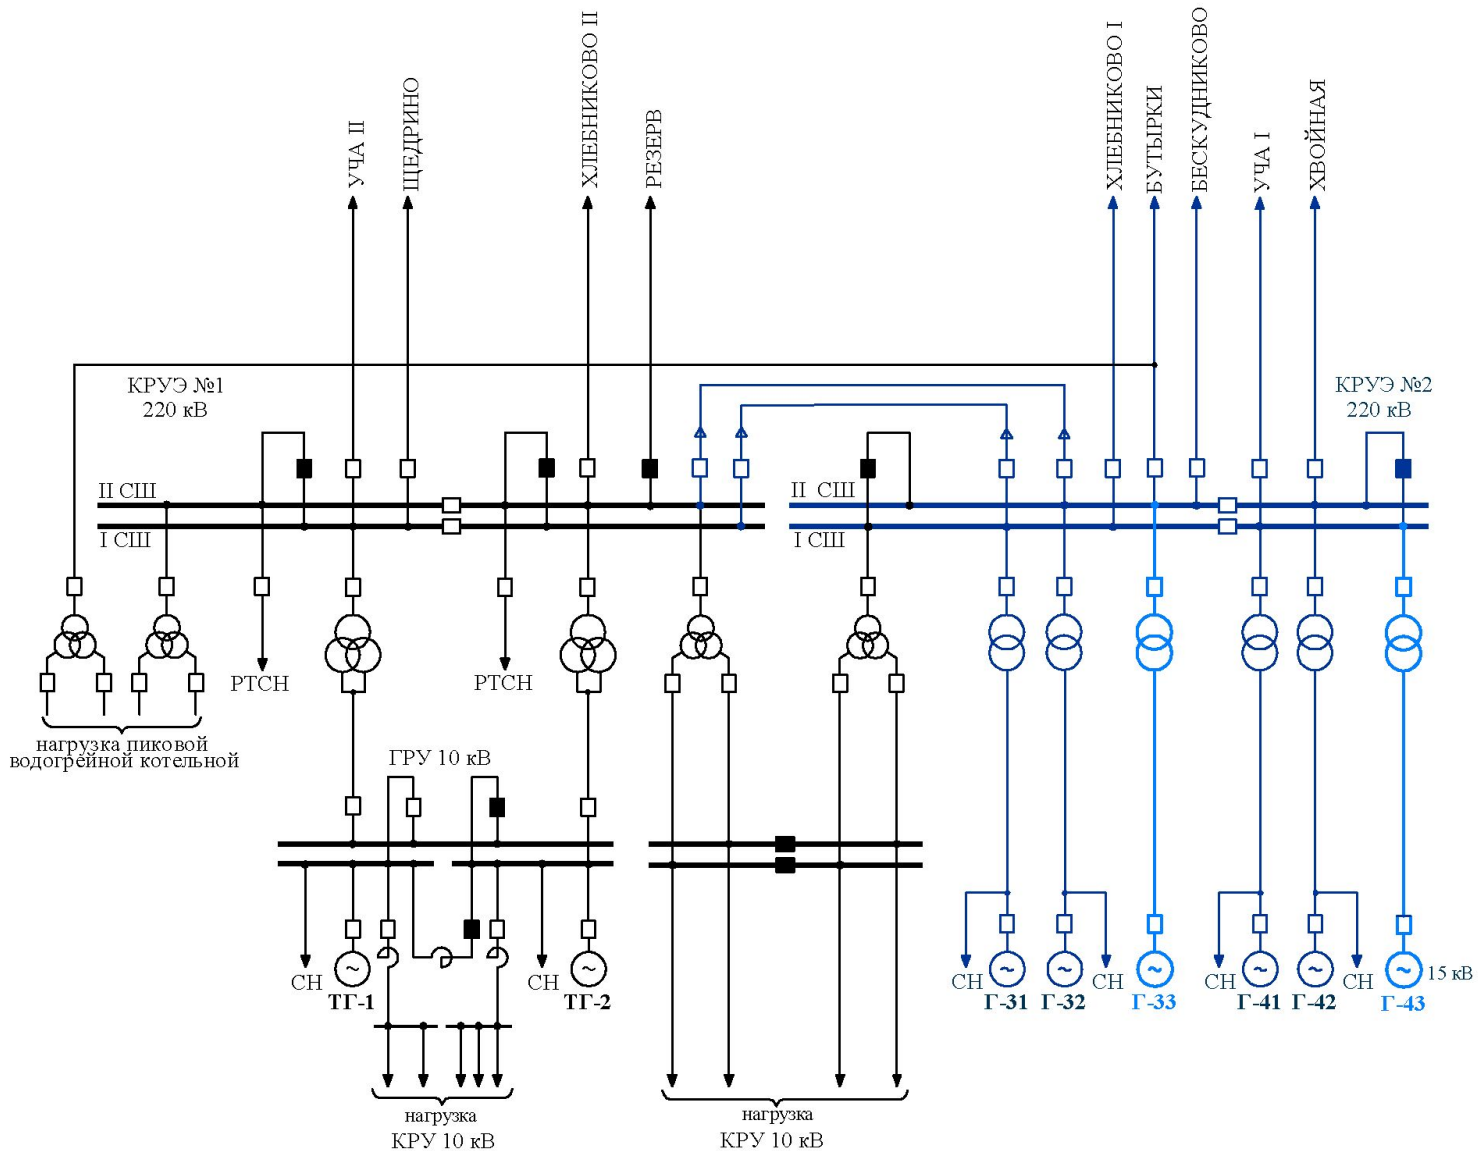 УЧА II
ЩЕДРИНО
ХЛЕБНИКОВО II
РЕЗЕРВ
ХЛЕБНИКОВО I
БУТЫРКИ
БЕСКУДНИКОВО
УЧА I
ХВОЙНАЯ
КРУЭ №1
220 кВ
КРУЭ №2
220 кВ
II СШ
I СШ
II СШ
I СШ
РТСН
РТСН
нагрузка пиковой
водогрейной котельной
ГРУ 10 кВ
СН
ТГ-1
СН
ТГ-2
СН
Г-31
Г-32
СН
Г-33
СН
Г-41
Г-42
СН
Г-43
15 кВ
нагрузка
КРУ 10 кВ
нагрузка
КРУ 10 кВ